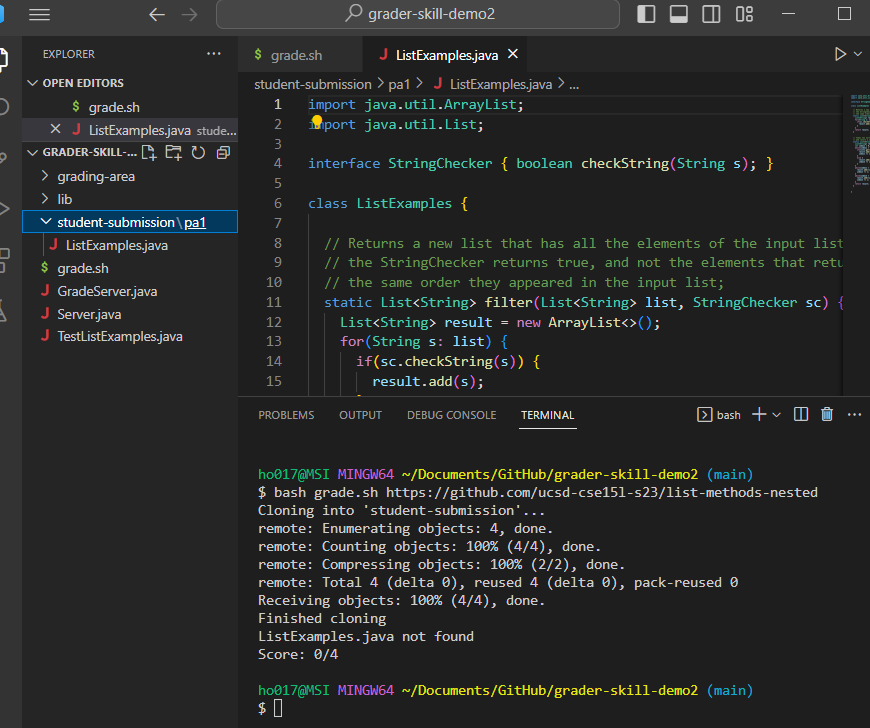 grader-skill-demo2
EXPLORER ...
OPEN EDITORS
$ grade.sh
J ListExamples.java stude...
GRADER-SKILL-...
grading-area
lib
student-submission\pa1
J ListExamples.java
$ grade.sh
J GradeServer.java
J Server.java
J TestListExamples.java
$ grade.sh J ListExamples.java
student-submission > pa1 > J ListExamples.java > ...
1 import java.util.ArrayList;
2 import java.util.List;
3
4 interface StringChecker { boolean checkString(String s); }
5
6 class ListExamples {
7
8 // Returns a new list that has all the elements of the input list
9 // the StringChecker returns true, and not the elements that retu
10 // the same order they appeared in the input list;
11 static List<String> filter(List<String> list, StringChecker sc) {
12 List<String> result = new ArrayList<>();
13 for(String s: list) {
14 if(sc.checkString(s)) {
15 result.add(s);
PROBLEMS OUTPUT DEBUG CONSOLE TERMINAL bash ...
ho017@MSI MINGW64 ~/Documents/GitHub/grader-skill-demo2 (main)
$ bash grade.sh https://github.com/ucsd-cse15l-s23/list-methods-nested
Cloning into 'student-submission'...
remote: Enumerating objects: 4, done.
remote: Counting objects: 100% (4/4), done.
remote: Compressing objects: 100% (2/2), done.
remote: Total 4 (delta 0), reused 4 (delta 0), pack-reused 0
Receiving objects: 100% (4/4), done.
Finished cloning
ListExamples.java not found
Score: 0/4
ho017@MSI MINGW64 ~/Documents/GitHub/grader-skill-demo2 (main)
$